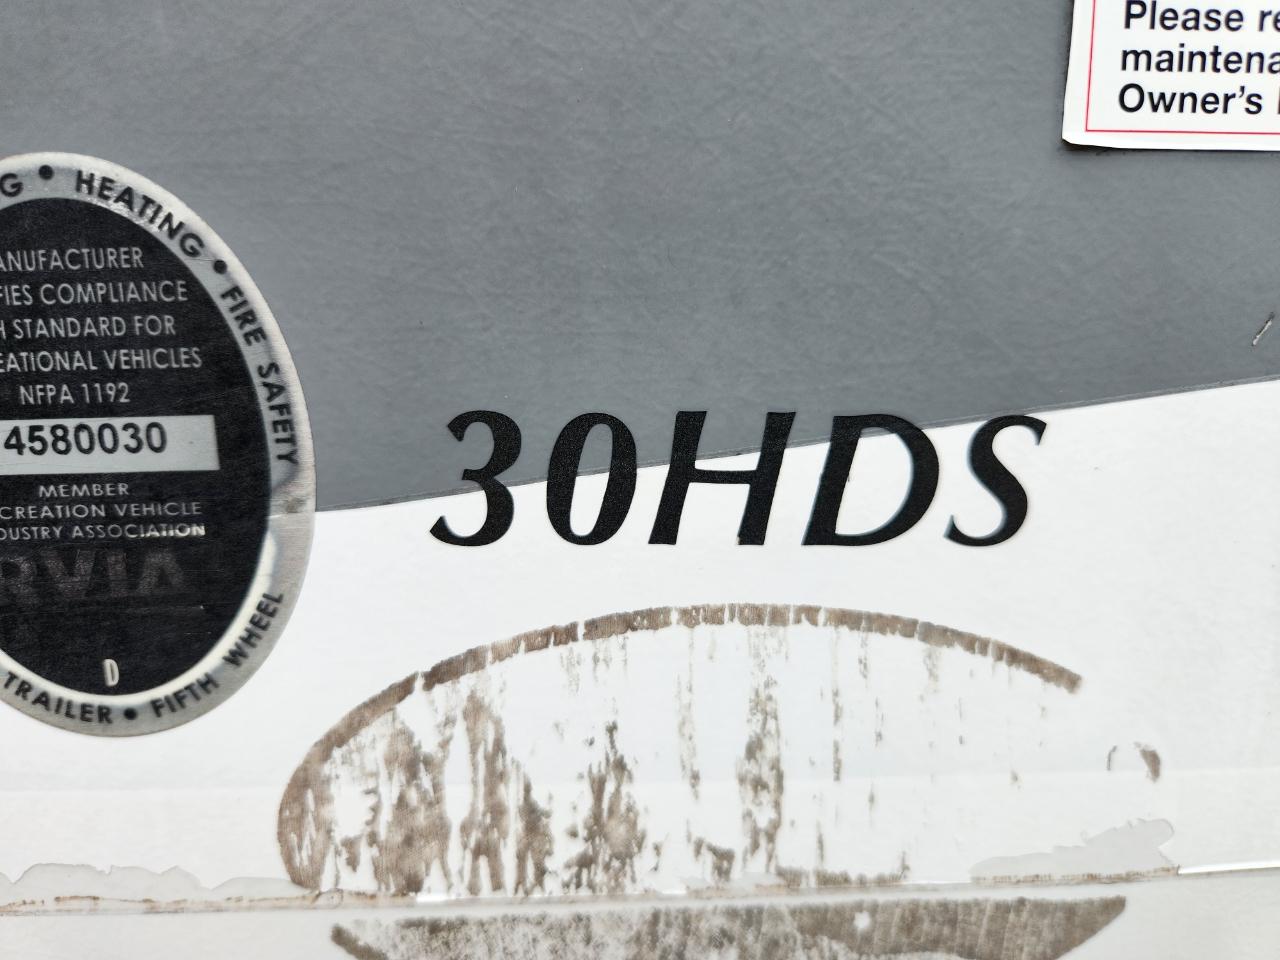 Please re
maintena
Owner's
G • HEATING • FIRE SAFETY
ANUFACTURER
FIES COMPLIANCE
H STANDARD FOR
EATIONAL VEHICLES
NFPA 1192
4580030
MEMBER
CREATION VEHICLE
DUSTRY ASSOCIATION
RVIA
D
TRAILER • FIFTH WHEEL
30HDS